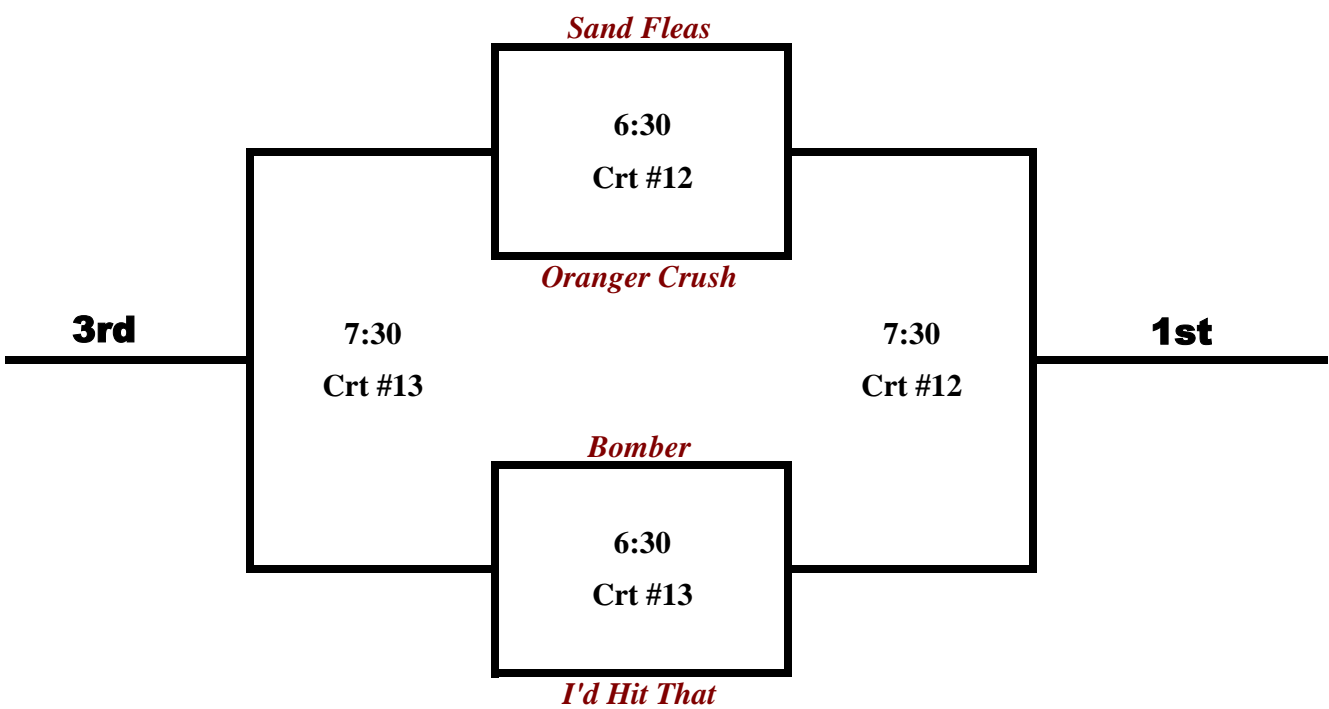 Sand Fleas
6:30
Crt #12
Oranger Crush
3rd
7:30
Crt #13
7:30
Crt #12
1st
Bomber
6:30
Crt #13
I'd Hit That